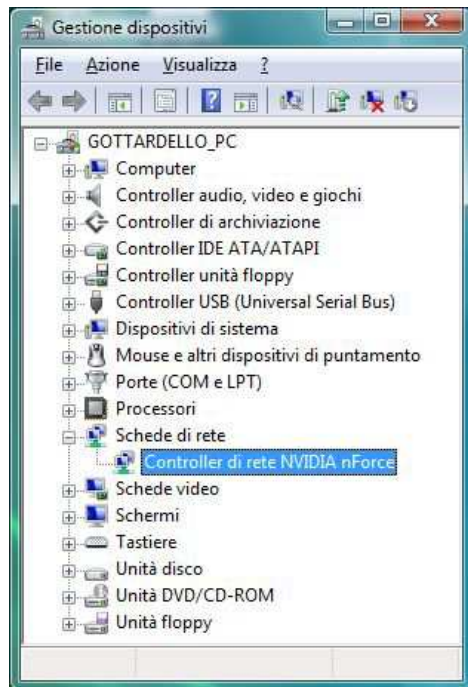 Gestione dispositivi
File Azione Visualizza ?
GOTTARDELLO_PC
Computer
Controller audio, video e giochi
Controller di archiviazione
Controller IDE ATA/ATAPI
Controller unità floppy
Controller USB (Universal Serial Bus)
Dispositivi di sistema
Mouse e altri dispositivi di puntamento
Porte (COM e LPT)
Processori
Schede di rete
Controller di rete NVIDIA nForce
Schede video
Schermi
Tastiere
Unità disco
Unità DVD/CD-ROM
Unità floppy